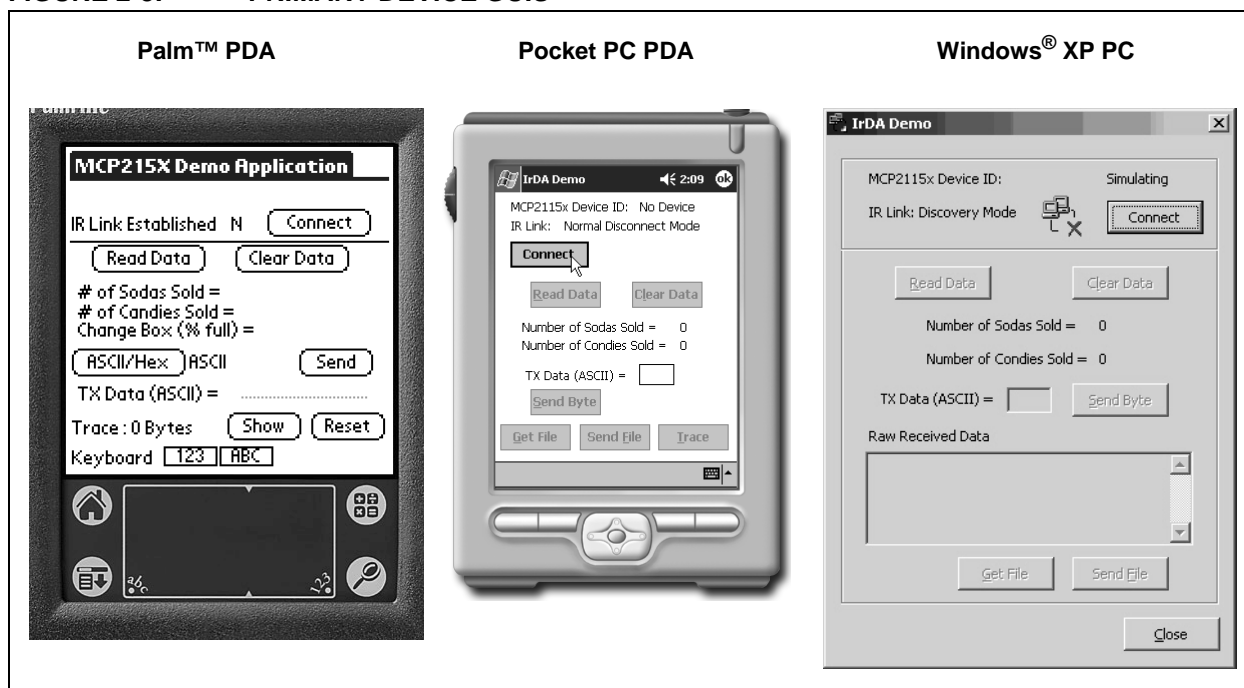 Palm™ PDA
Pocket PC PDA
Windows® XP PC
MCP215X Demo Application
IR Link Established N Connect
Read Data Clear Data
# of Sodas Sold =
# of Candies Sold =
Change Box (% full) =
ASCII/Hex ASCII Send
TX Data (ASCII) =
Trace : 0 Bytes Show Reset
Keyboard 123 ABC
abc 123
IrDA Demo 2:09 ok
MCP2115x Device ID: No Device
IR Link: Normal Disconnect Mode
Connect
Read Data Clear Data
Number of Sodas Sold = 0
Number of Condies Sold = 0
TX Data (ASCII) =
Send Byte
Get File Send File Trace
IrDA Demo
MCP2115x Device ID: Simulating
IR Link: Discovery Mode Connect
Read Data Clear Data
Number of Sodas Sold = 0
Number of Condies Sold = 0
TX Data (ASCII) = Send Byte
Raw Received Data
Get File Send File
Close